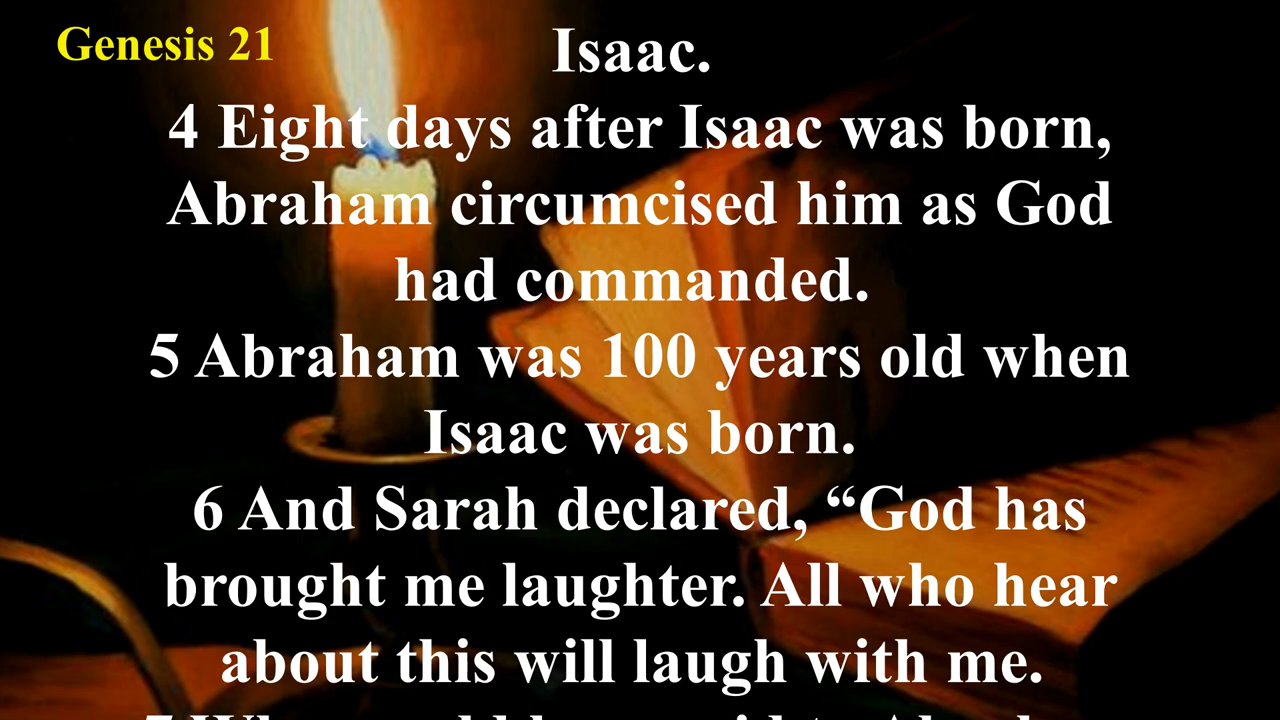 Genesis 21
Isaac.
4 Eight days after Isaac was born,
Abraham circumcised him as God
had commanded.
5 Abraham was 100 years old when
Isaac was born.
6 And Sarah declared, “God has
brought me laughter. All who hear
about this will laugh with me.